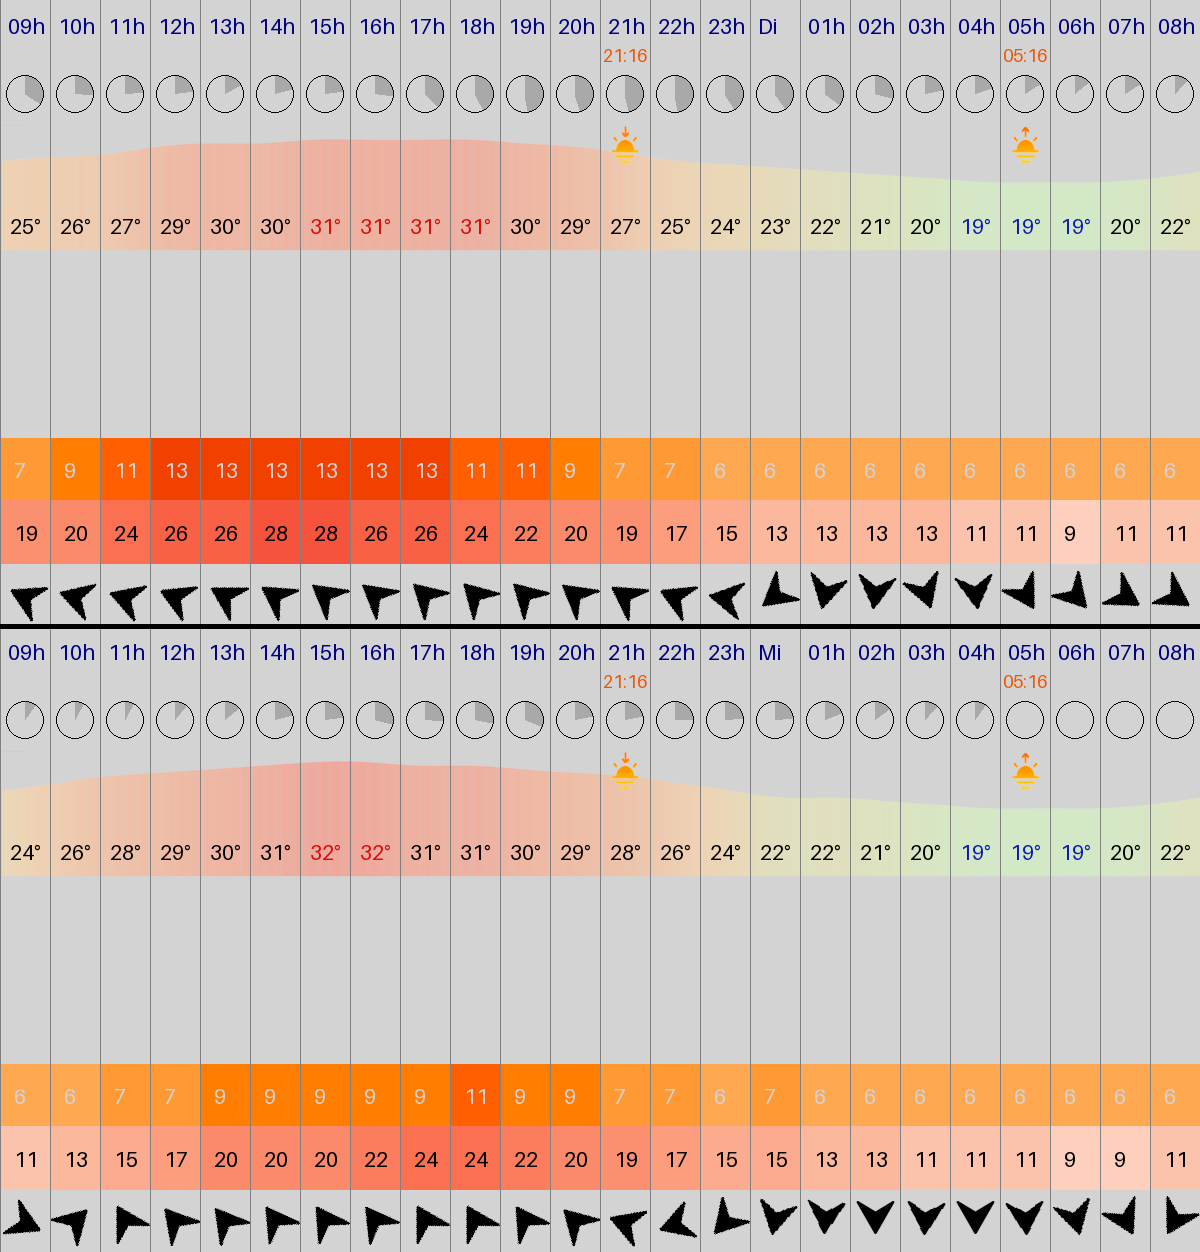 09h 10h 11h 12h 13h 14h 15h 16h 17h 18h 19h 20h 21h 22h 23h Di 01h 02h 03h 04h 05h 06h 07h 08h
21:16 05:16
25° 26° 27° 29° 30° 30° 31° 31° 31° 31° 30° 29° 27° 25° 24° 23° 22° 21° 20° 19° 19° 19° 20° 22°
7 9 11 13 13 13 13 13 13 11 11 9 7 7 6 6 6 6 6 6 6 6 6 6
19 20 24 26 26 28 28 26 26 24 22 20 19 17 15 13 13 13 13 11 11 9 11 11
09h 10h 11h 12h 13h 14h 15h 16h 17h 18h 19h 20h 21h 22h 23h Mi 01h 02h 03h 04h 05h 06h 07h 08h
21:16 05:16
24° 26° 28° 29° 30° 31° 32° 32° 31° 31° 30° 29° 28° 26° 24° 22° 22° 21° 20° 19° 19° 19° 20° 22°
6 6 7 7 9 9 9 9 9 11 9 9 7 7 6 7 6 6 6 6 6 6 6 6
11 13 15 17 20 20 20 22 24 24 22 20 19 17 15 15 13 13 11 11 11 9 9 11